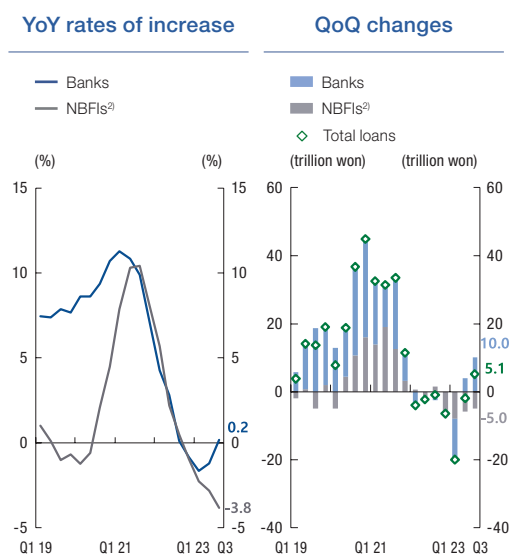 YoY rates of increase
Banks
NBFIs2)
(%) (%)
15 15
10 10
5 5
0.2
0 0
-3.8
-5 -5
Q1 19 Q1 21 Q1 23 Q3
QoQ changes
Banks
NBFIs2)
Total loans
(trillion won) (trillion won)
60 60
40 40
20 20
10.0
5.1
0 0
-5.0
-20 -20
-40 -40
Q1 19 Q1 21 Q1 23 Q3